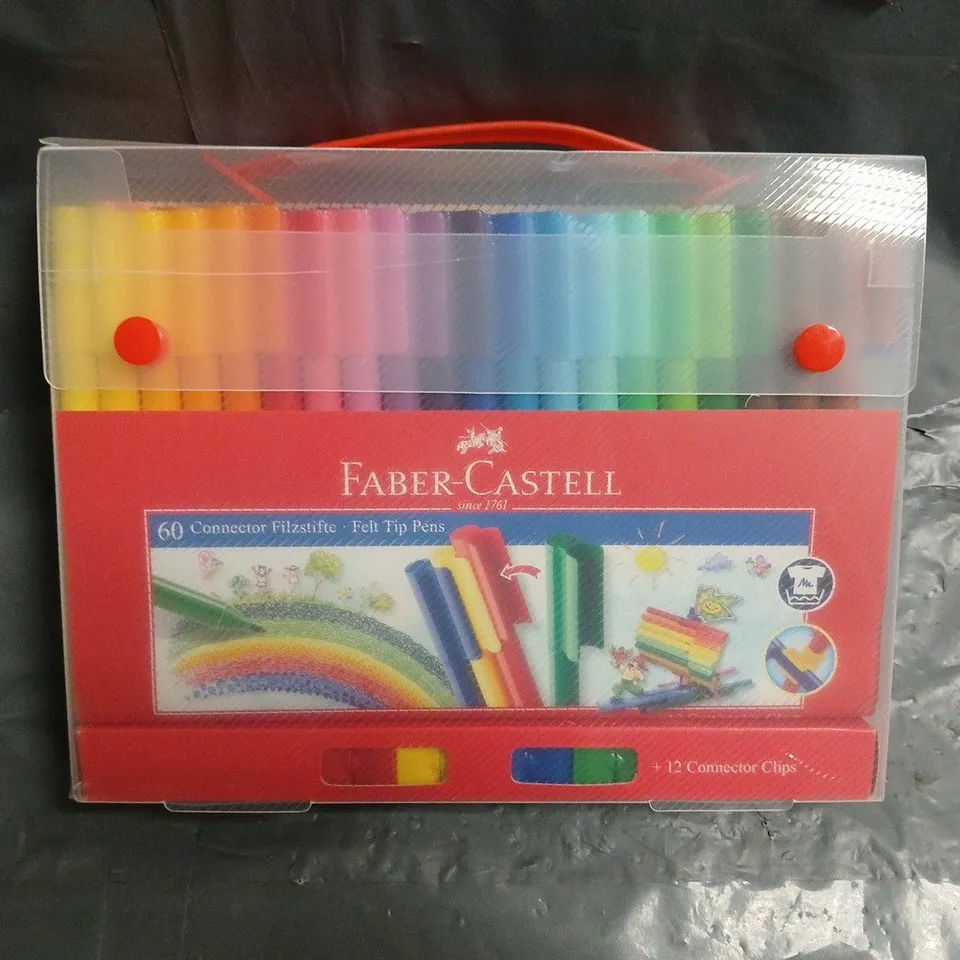 FABER-CASTELL
since 1761
60 Connector Filzstifte · Felt Tip Pens
+ 12 Connector Clips